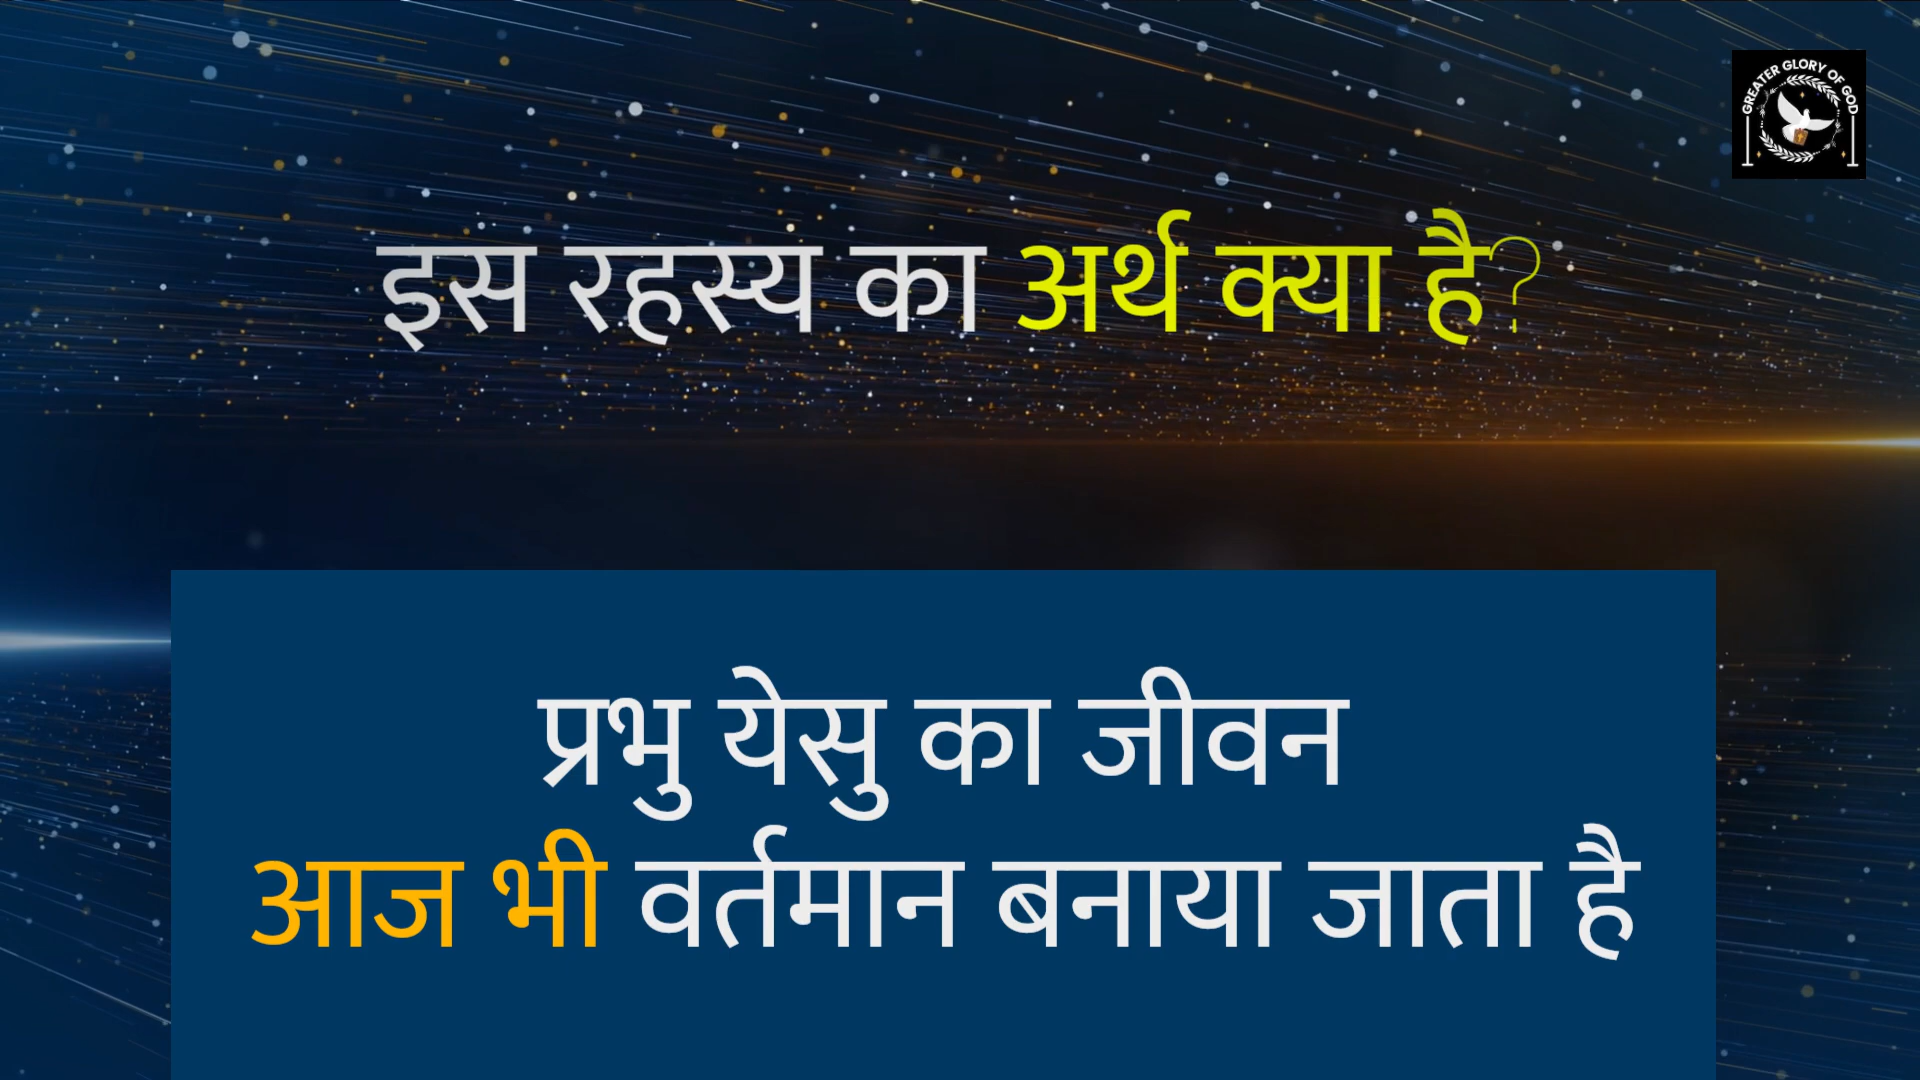 GREATER GLORY OF GOD
इस रहस्य का अर्थ क्या है?
प्रभु येसु का जीवन
आज भी वर्तमान बनाया जाता है